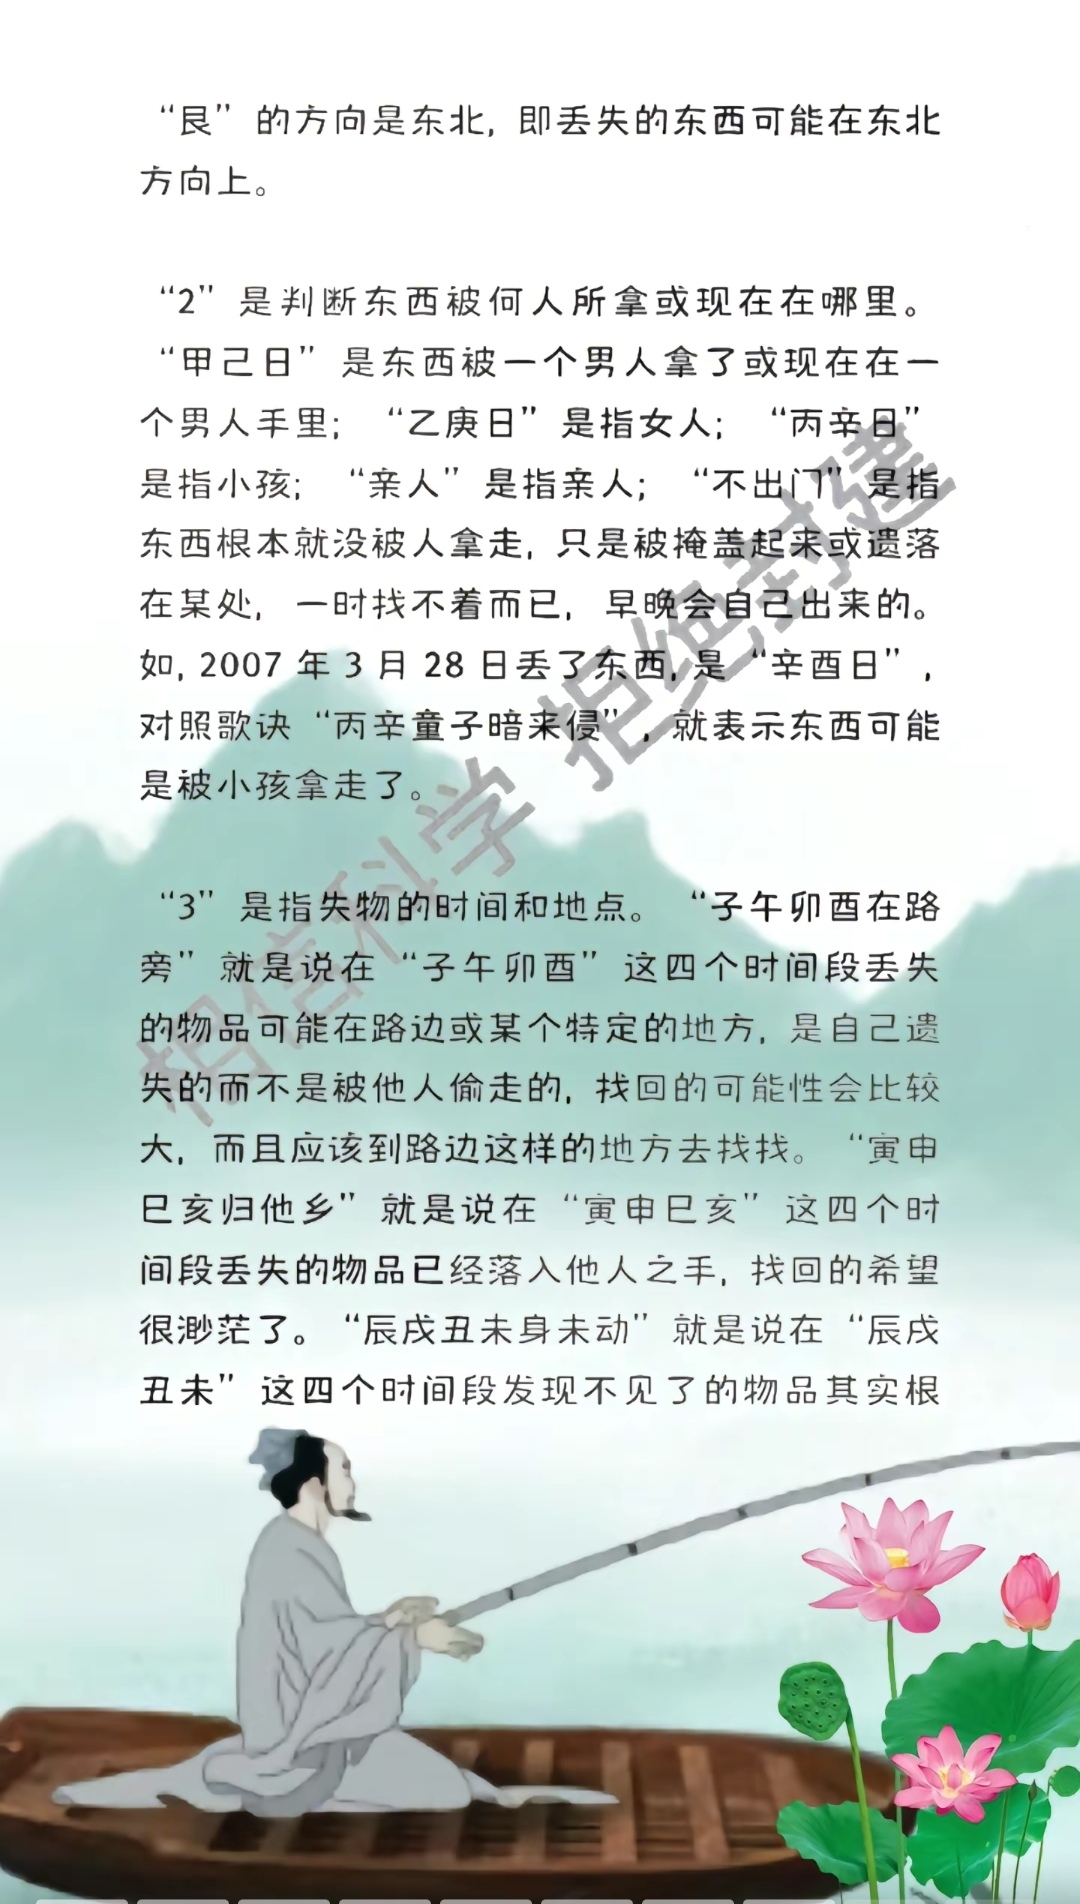 “艮”的方向是东北，即丢失的东西可能在东北
方向上。
“2”是判断东西被何人所拿或现在在哪里。
“甲己日”是东西被一个男人拿了或现在在一
个男人手里；“乙庚日”是指女人；“丙辛日”
是指小孩；“亲人”是指亲人；“不出门”是指
东西根本就没被人拿走，只是被掩盖起来或遗落
在某处，一时找不着而已，早晚会自己出来的。
如，2007年3月28日丢了东西，是“辛酉日”，
对照歌诀“丙辛童子暗来侵”，就表示东西可能
是被小孩拿走了。
“3”是指失物的时间和地点。“子午卯酉在路
旁”就是说在“子午卯酉”这四个时间段丢失
的物品可能在路边或某个特定的地方，是自己遗
失的而不是被他人偷走的，找回的可能性会比较
大，而且应该到路边这样的地方去找找。“寅申
巳亥归他乡”就是说在“寅申巳亥”这四个时
间段丢失的物品已经落入他人之手，找回的希望
很渺茫了。“辰戌丑未身未动”就是说在“辰戌
丑未”这四个时间段发现不见了的物品其实根
相信科学 拒绝封建